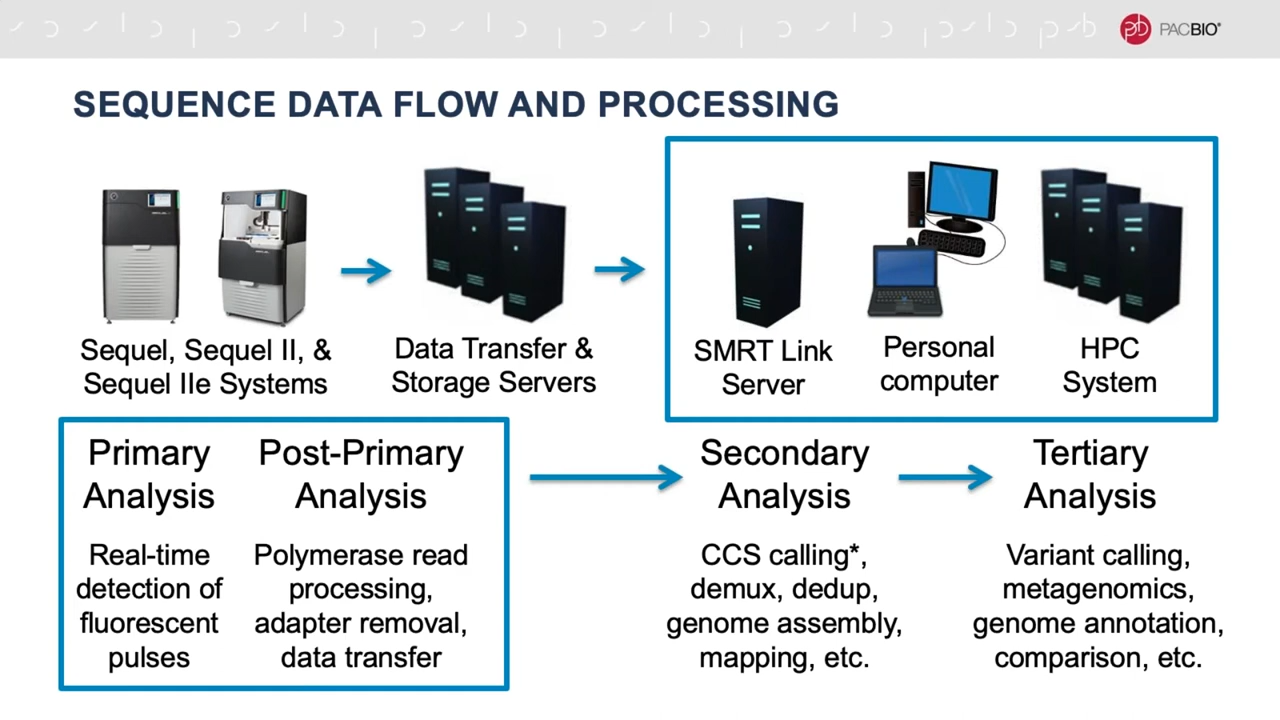 PACBIO®
SEQUENCE DATA FLOW AND PROCESSING
Sequel, Sequel II, &
Sequel IIe Systems
Data Transfer &
Storage Servers
SMRT Link
Server
Personal
computer
HPC
System
Primary
Analysis
Real-time
detection of
fluorescent
pulses
Post-Primary
Analysis
Polymerase read
processing,
adapter removal,
data transfer
Secondary
Analysis
CCS calling*,
demux, dedup,
genome assembly,
mapping, etc.
Tertiary
Analysis
Variant calling,
metagenomics,
genome annotation,
comparison, etc.